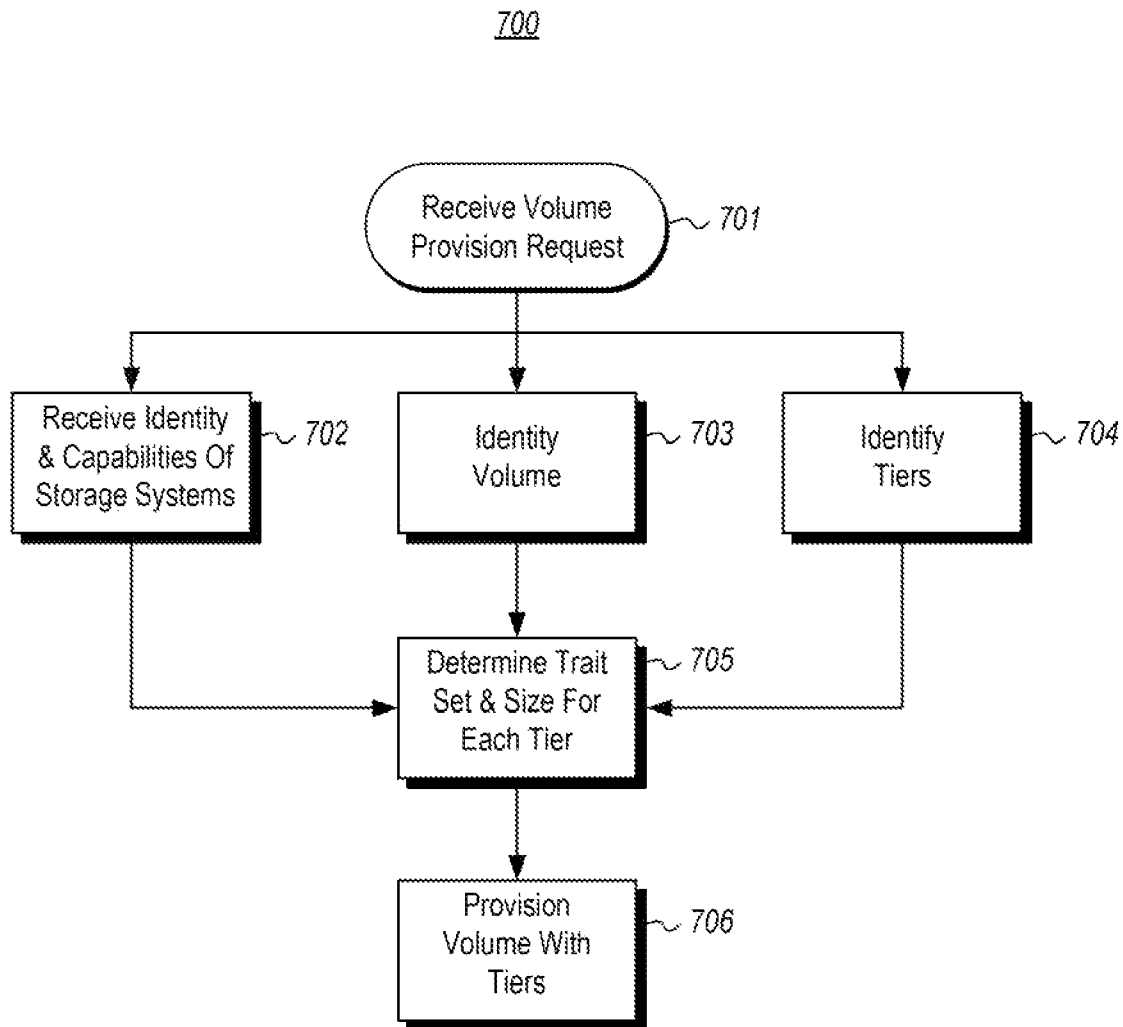 700
Receive Volume
Provision Request
701
Receive Identity
& Capabilities Of
Storage Systems
702
Identity
Volume
703
Identify
Tiers
704
Determine Trait
Set & Size For
Each Tier
705
Provision
Volume With
Tiers
706